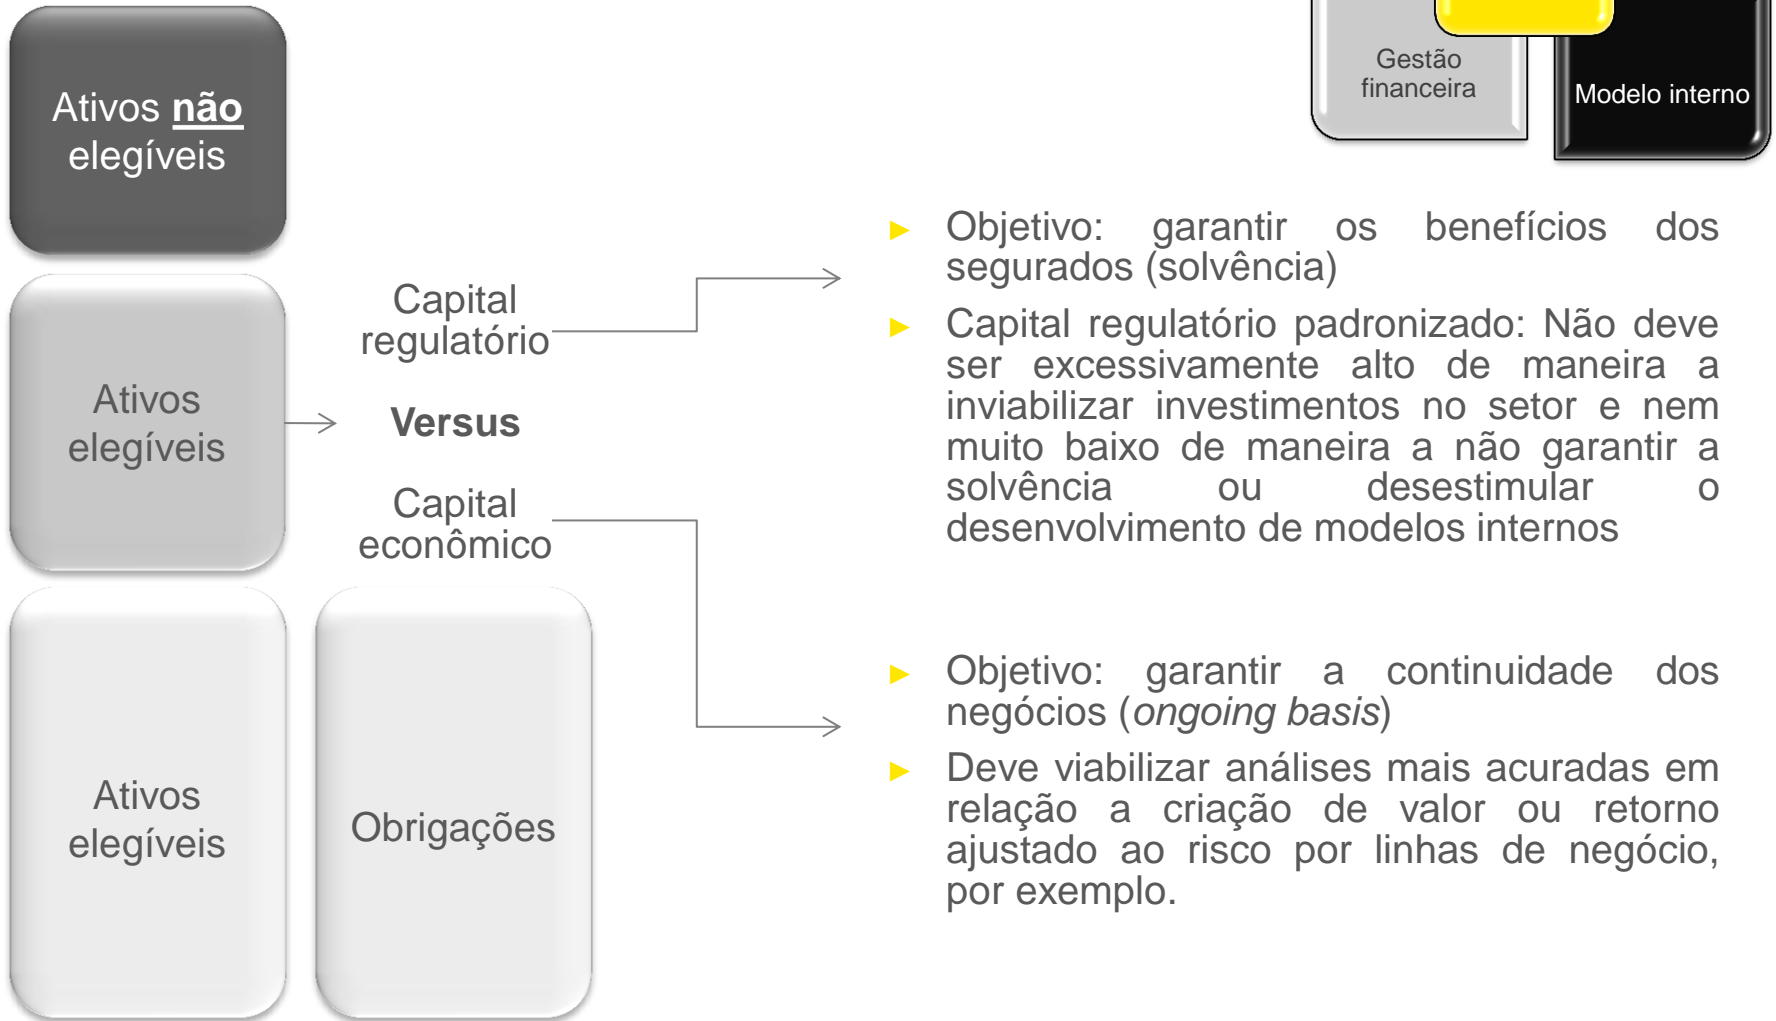 Gestão
financeira
Modelo interno
Ativos não
elegíveis
Ativos
elegíveis
Capital
regulatório
Versus
Capital
econômico
Ativos
elegíveis
Obrigações
► Objetivo: garantir os benefícios dos
segurados (solvência)
► Capital regulatório padronizado: Não deve
ser excessivamente alto de maneira a
inviabilizar investimentos no setor e nem
muito baixo de maneira a não garantir a
solvência ou desestimular o
desenvolvimento de modelos internos
► Objetivo: garantir a continuidade dos
negócios (ongoing basis)
► Deve viabilizar análises mais acuradas em
relação a criação de valor ou retorno
ajustado ao risco por linhas de negócio,
por exemplo.